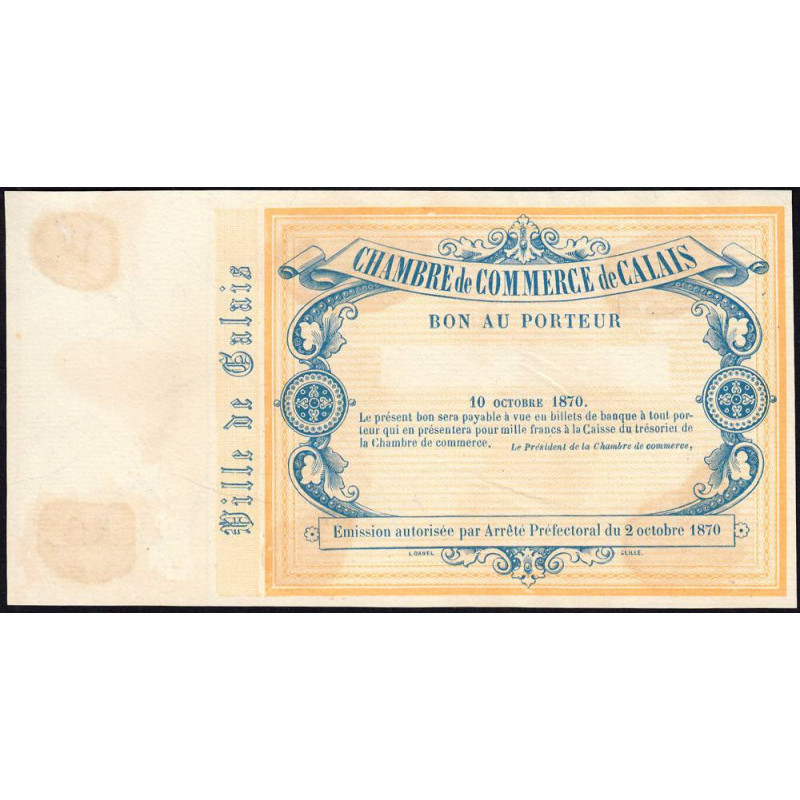 Ville de Calais
CHAMBRE de COMMERCE de CALAIS
BON AU PORTEUR
10 OCTOBRE 1870.
Le présent bon sera payable à vue en billets de banque à tout por-
teur qui en présentera pour mille francs à la Caisse du trésorier de
la Chambre de commerce. Le Président de la Chambre de commerce,
Emission autorisée par Arrêté Préfectoral du 2 octobre 1870
L.DANEL LILLE.